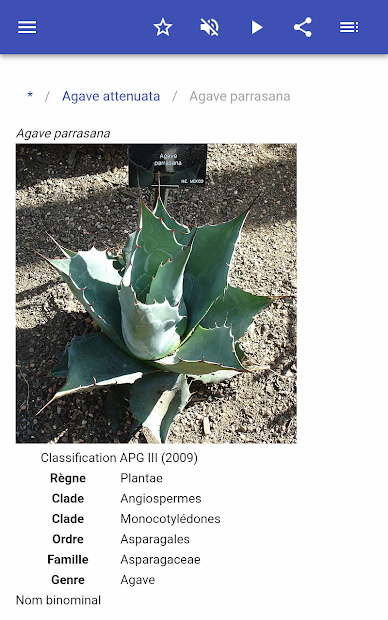 * / Agave attenuata / Agave parrasana
Agave parrasana
Agave
parrasana
N.E. MEXICO
Classification APG III (2009)
Règne Plantae
Clade Angiospermes
Clade Monocotylédones
Ordre Asparagales
Famille Asparagaceae
Genre Agave
Nom binominal